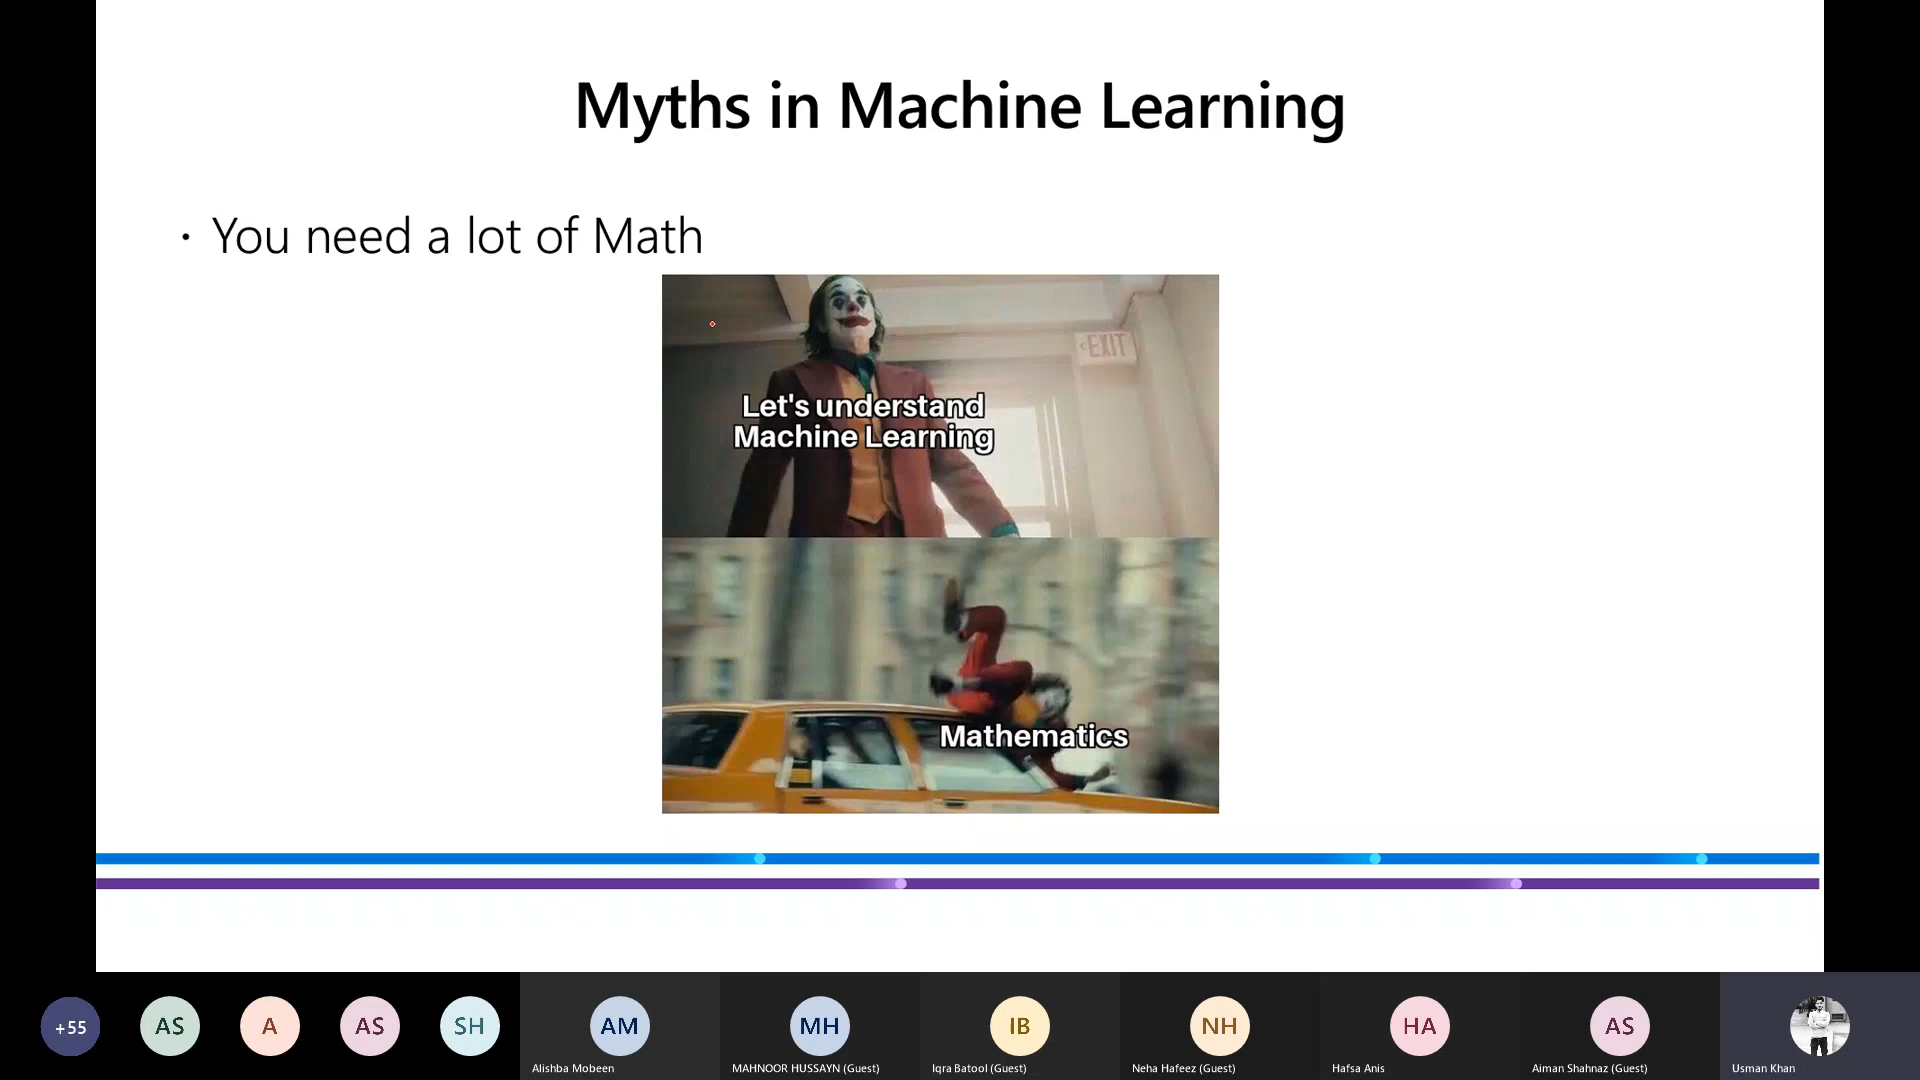 Myths in Machine Learning
• You need a lot of Math
EXIT
Let's understand
Machine Learning
Mathematics
+55
AS
A
AS
SH
AM
MH
IB
NH
HA
AS
Alishba Mobeen
MAHNOOR HUSSAYN (Guest)
Iqra Batool (Guest)
Neha Hafeez (Guest)
Hafsa Anis
Aiman Shahnaz (Guest)
Usman Khan